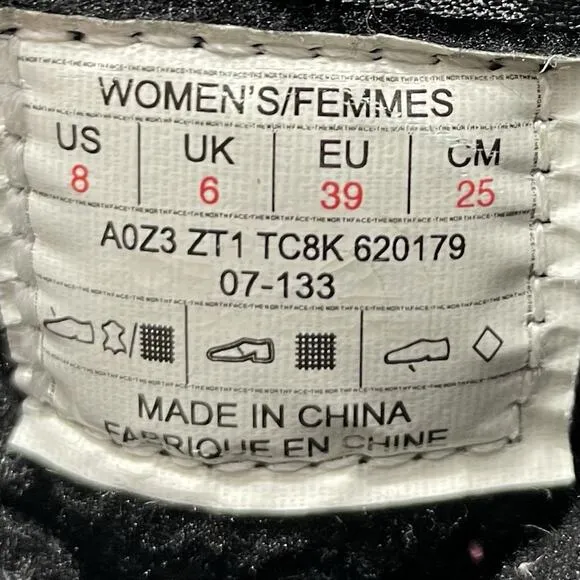 WOMEN'S/FEMMES
US UK EU CM
8 6 39 25
A0Z3 ZT1 TC8K 620179
07-133
MADE IN CHINA
FABRIQUE EN CHINE